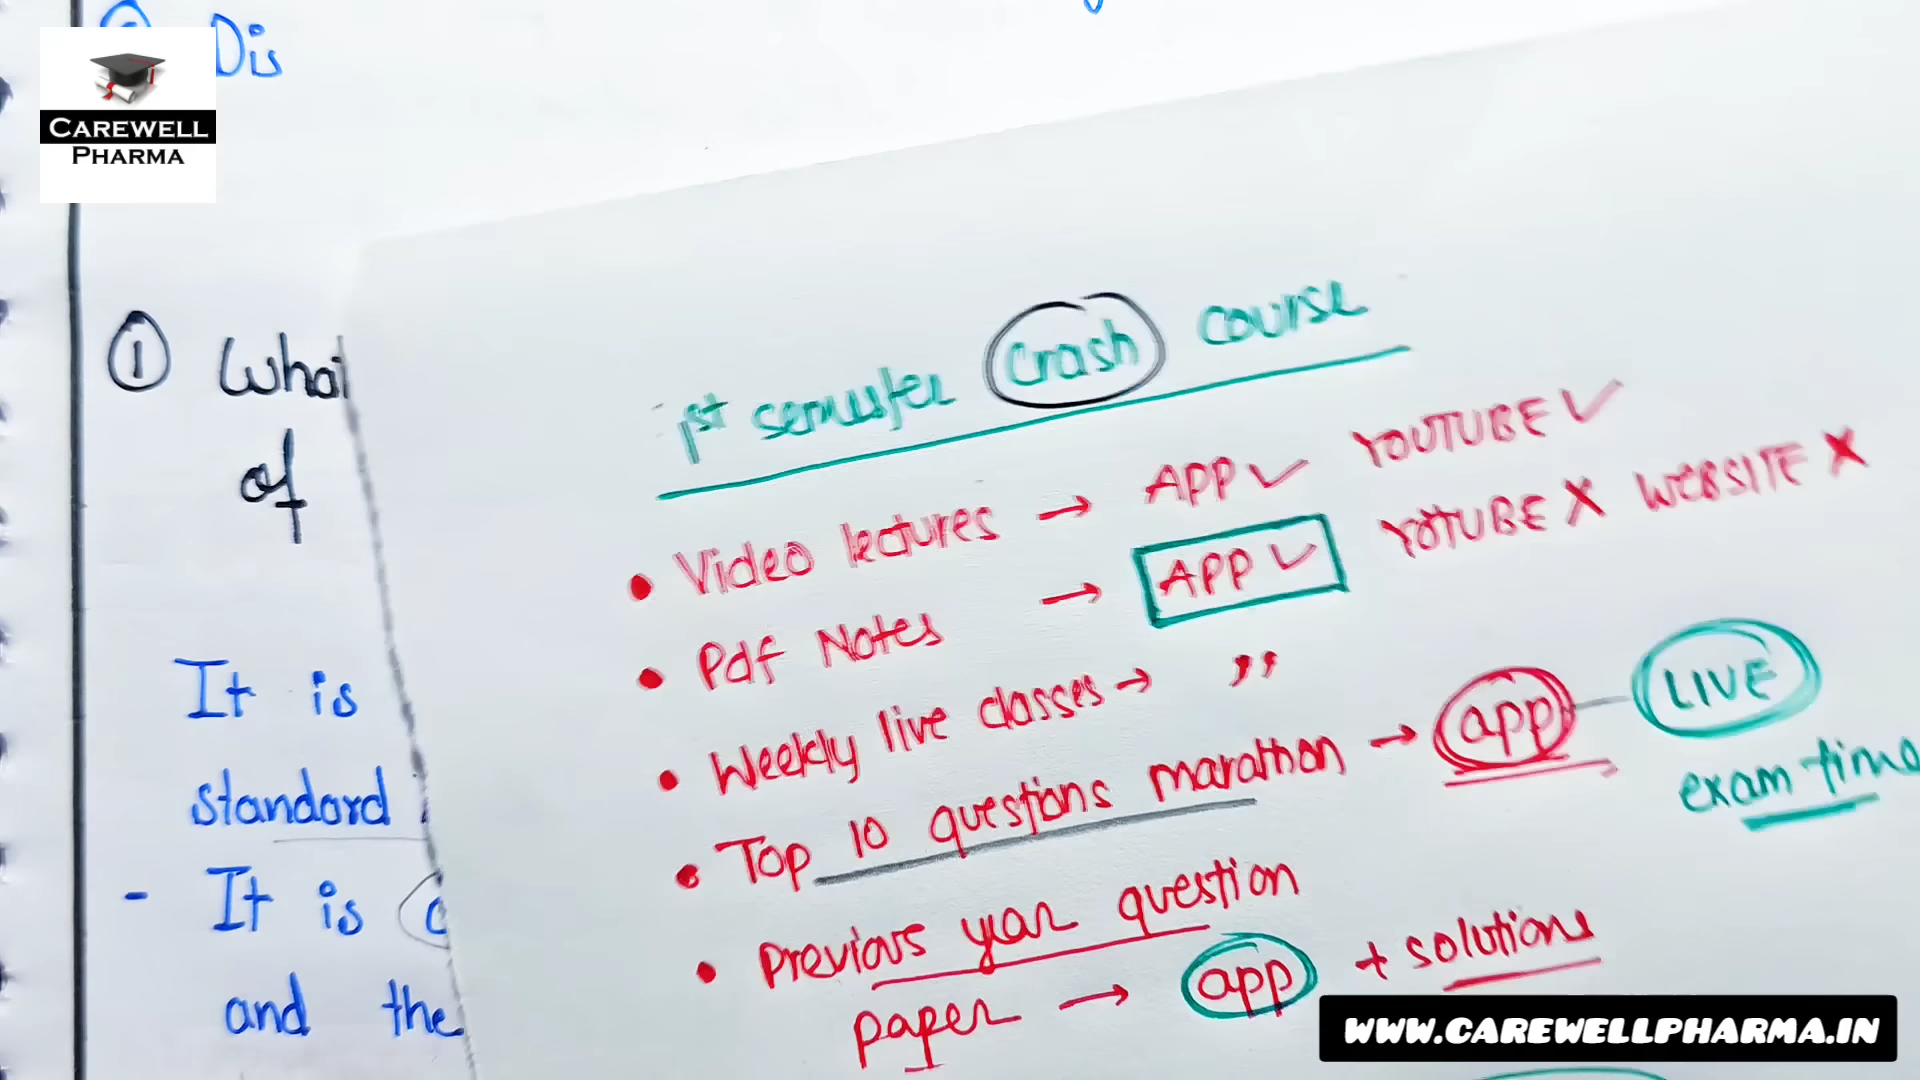 Dis
CAREWELL
PHARMA
① What
of
It is
standard
- It is
and the
1st semester Crash course
• Video lectures → APP ✓ YOUTUBE ✓
• Pdf Notes → APP ✓ YOTUBE X WEBSITE X
• Weekly live classes → ,,
• Top 10 questions marathon → app - LIVE
exam time
• Previous year question
paper → app + solutions
WWW.CAREWELLPHARMA.IN